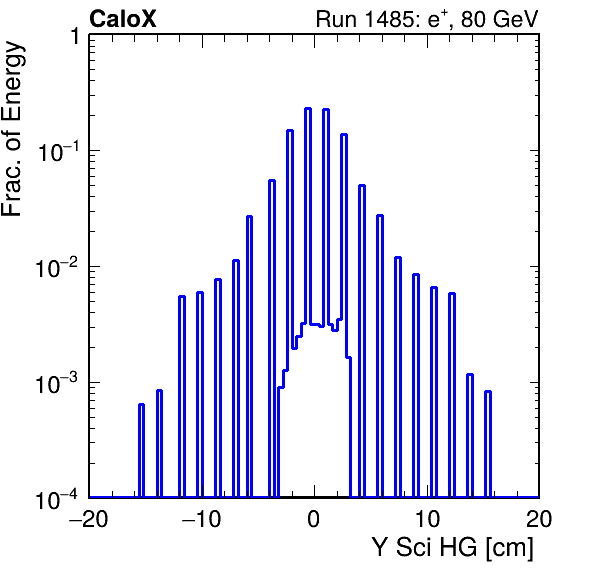 CaloX Run 1485: e⁺, 80 GeV
Frac. of Energy
1
10⁻¹
10⁻²
10⁻³
10⁻⁴
−20 −10 0 10 20
Y Sci HG [cm]